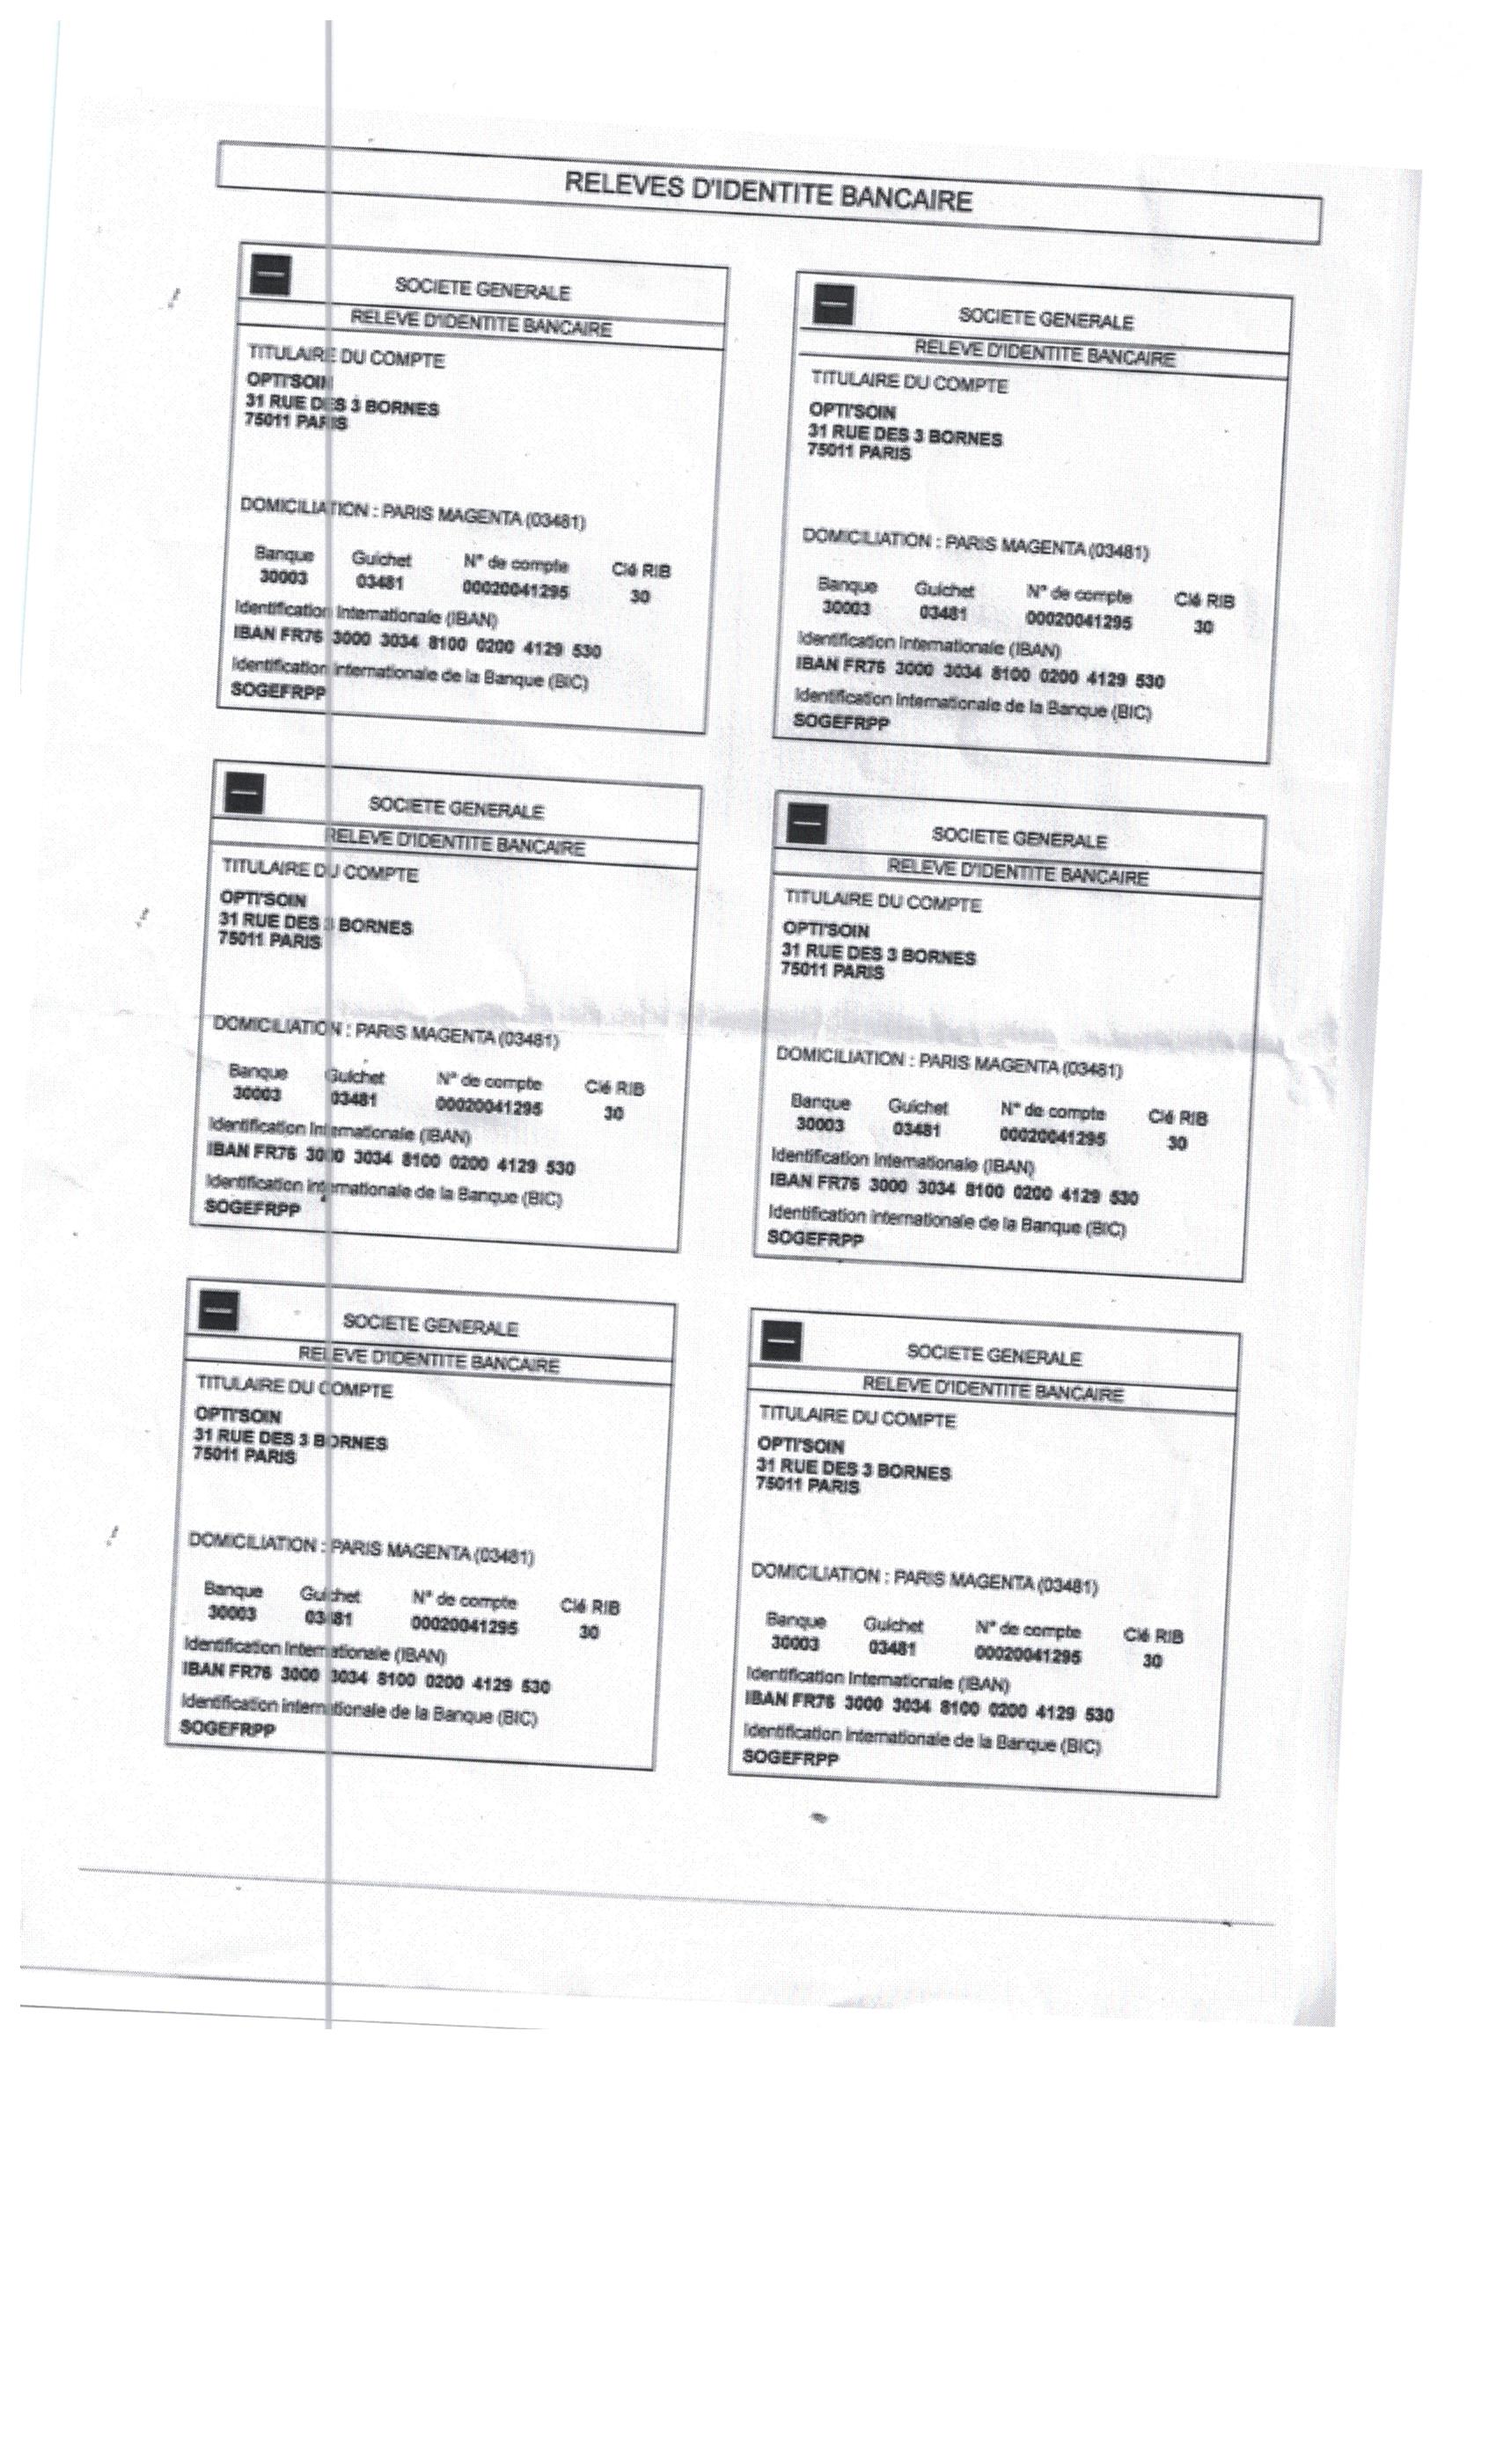 RELEVES D'IDENTITE BANCAIRE
SOCIETE GENERALE
RELEVE D'IDENTITE BANCAIRE
TITULAIRE DU COMPTE
OPTI'SOIN
31 RUE DES 3 BORNES
75011 PARIS
DOMICILIATION : PARIS MAGENTA (03481)
Banque Guichet N° de compte Clé RIB
30003 03481 00020041295 30
Identification Internationale (IBAN)
IBAN FR76 3000 3034 8100 0200 4129 530
Identification internationale de la Banque (BIC)
SOGEFRPP
SOCIETE GENERALE
RELEVE D'IDENTITE BANCAIRE
TITULAIRE DU COMPTE
OPTI'SOIN
31 RUE DES 3 BORNES
75011 PARIS
DOMICILIATION : PARIS MAGENTA (03481)
Banque Guichet N° de compte Clé RIB
30003 03481 00020041295 30
Identification Internationale (IBAN)
IBAN FR76 3000 3034 8100 0200 4129 530
Identification internationale de la Banque (BIC)
SOGEFRPP
SOCIETE GENERALE
RELEVE D'IDENTITE BANCAIRE
TITULAIRE DU COMPTE
OPTI'SOIN
31 RUE DES 3 BORNES
75011 PARIS
DOMICILIATION : PARIS MAGENTA (03481)
Banque Guichet N° de compte Clé RIB
30003 03481 00020041295 30
Identification Internationale (IBAN)
IBAN FR76 3000 3034 8100 0200 4129 530
Identification internationale de la Banque (BIC)
SOGEFRPP
SOCIETE GENERALE
RELEVE D'IDENTITE BANCAIRE
TITULAIRE DU COMPTE
OPTI'SOIN
31 RUE DES 3 BORNES
75011 PARIS
DOMICILIATION : PARIS MAGENTA (03481)
Banque Guichet N° de compte Clé RIB
30003 03481 00020041295 30
Identification Internationale (IBAN)
IBAN FR76 3000 3034 8100 0200 4129 530
Identification internationale de la Banque (BIC)
SOGEFRPP
SOCIETE GENERALE
RELEVE D'IDENTITE BANCAIRE
TITULAIRE DU COMPTE
OPTI'SOIN
31 RUE DES 3 BORNES
75011 PARIS
DOMICILIATION : PARIS MAGENTA (03481)
Banque Guichet N° de compte Clé RIB
30003 03481 00020041295 30
Identification Internationale (IBAN)
IBAN FR76 3000 3034 8100 0200 4129 530
Identification internationale de la Banque (BIC)
SOGEFRPP
SOCIETE GENERALE
RELEVE D'IDENTITE BANCAIRE
TITULAIRE DU COMPTE
OPTI'SOIN
31 RUE DES 3 BORNES
75011 PARIS
DOMICILIATION : PARIS MAGENTA (03481)
Banque Guichet N° de compte Clé RIB
30003 03481 00020041295 30
Identification Internationale (IBAN)
IBAN FR76 3000 3034 8100 0200 4129 530
Identification internationale de la Banque (BIC)
SOGEFRPP